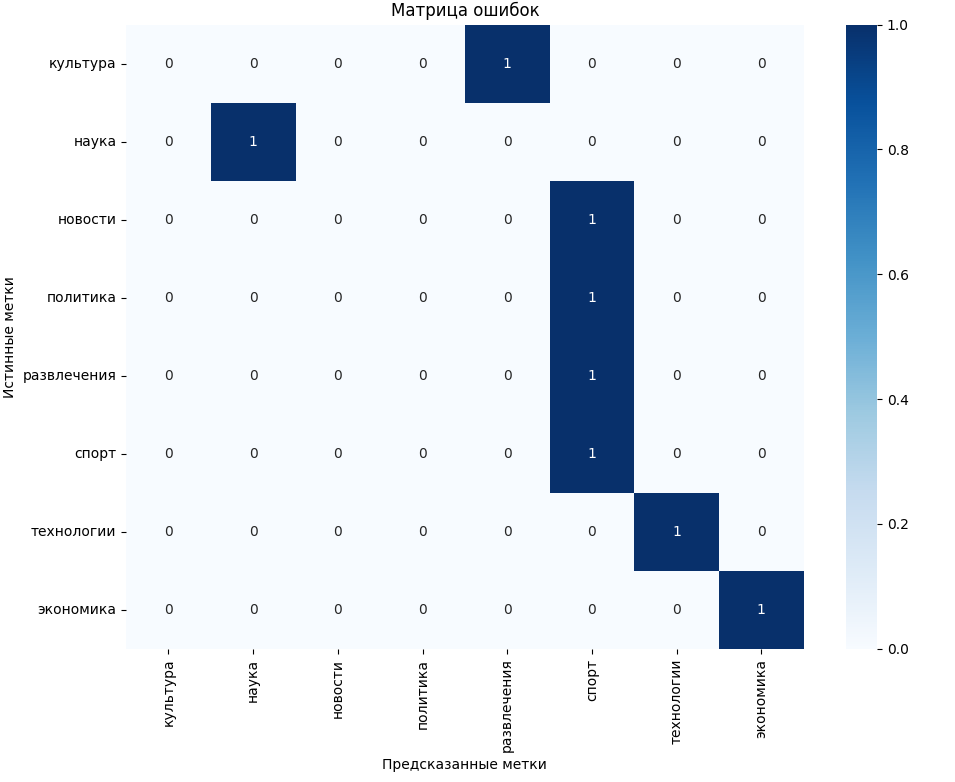 Матрица ошибок
культура 0 0 0 0 1 0 0 0
наука 0 1 0 0 0 0 0 0
новости 0 0 0 0 0 1 0 0
политика 0 0 0 0 0 1 0 0
развлечения 0 0 0 0 0 1 0 0
спорт 0 0 0 0 0 1 0 0
технологии 0 0 0 0 0 0 1 0
экономика 0 0 0 0 0 0 0 1
Истинные метки
культура
наука
новости
политика
развлечения
спорт
технологии
экономика
Предсказанные метки
1.0
0.8
0.6
0.4
0.2
0.0